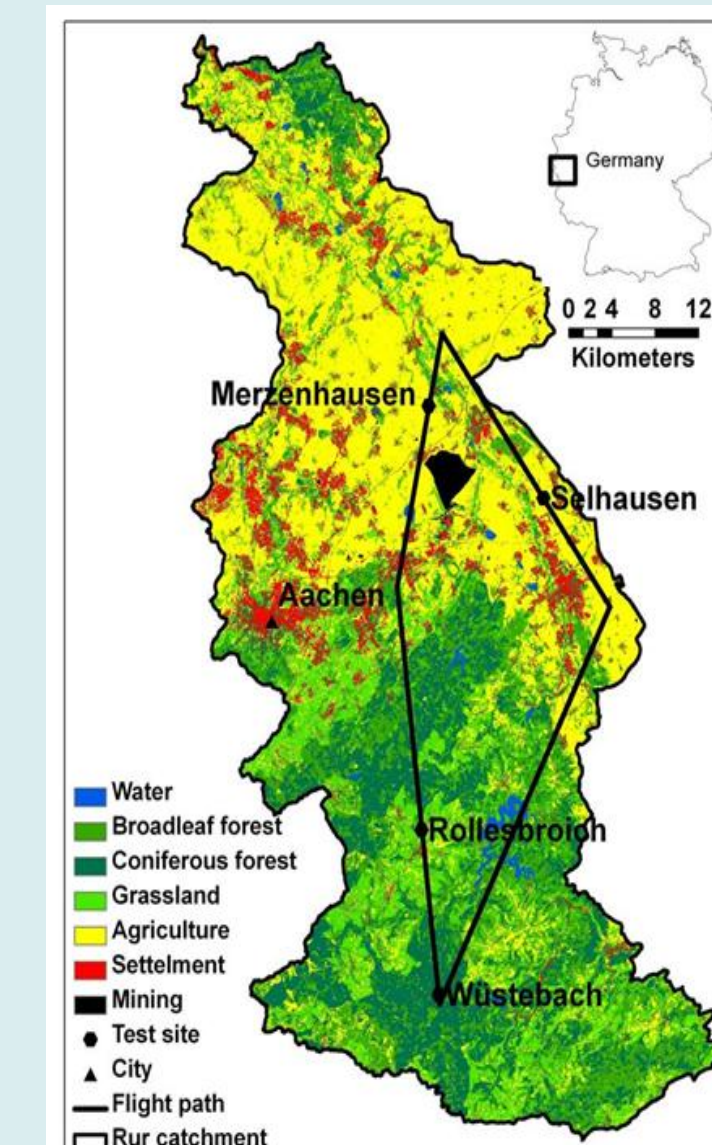 Germany
0 2 4 8 12
Kilometers
Merzenhausen
Selhausen
Aachen
Rollesbroich
Wüstebach
Water
Broadleaf forest
Coniferous forest
Grassland
Agriculture
Settelment
Mining
Test site
City
Flight path
Rur catchment